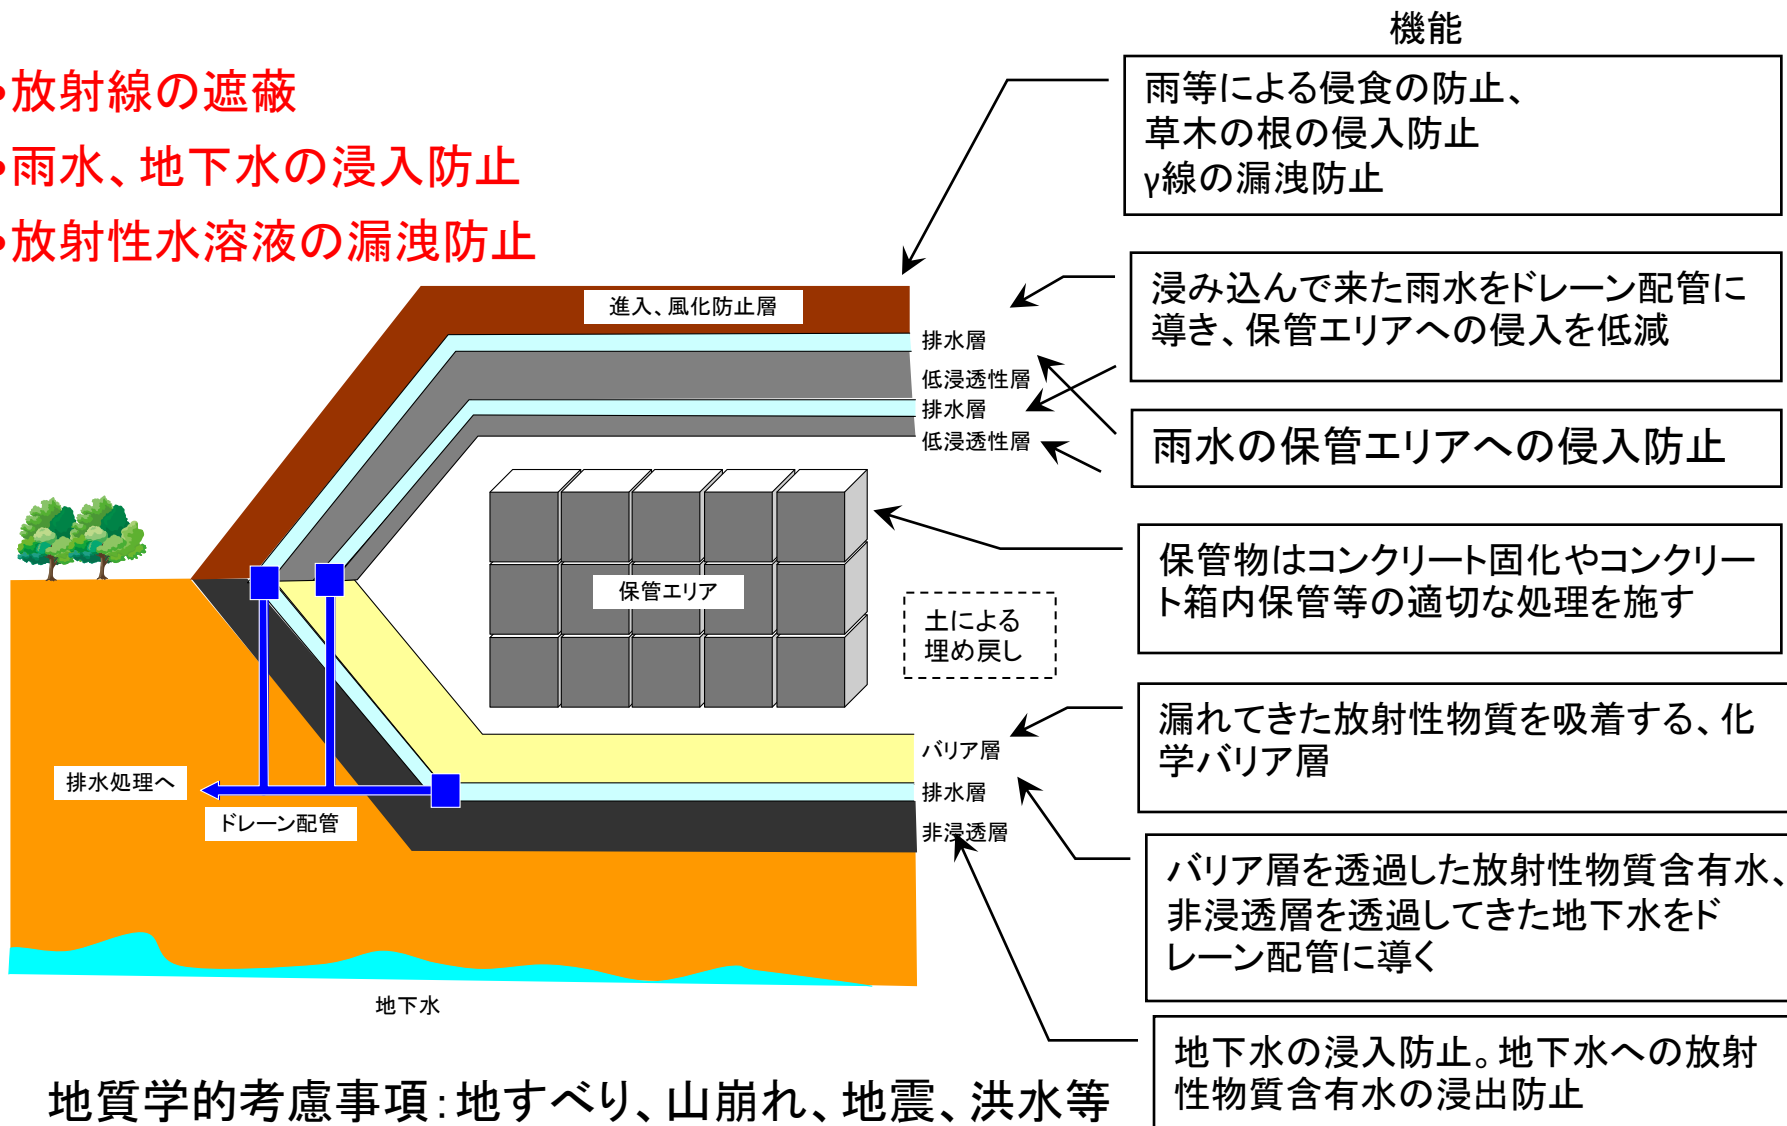 機能
・放射線の遮蔽
・雨水、地下水の浸入防止
・放射性水溶液の漏洩防止
雨等による侵食の防止、
草木の根の侵入防止
γ線の漏洩防止
浸み込んで来た雨水をドレーン配管に
導き、保管エリアへの侵入を低減
雨水の保管エリアへの侵入防止
保管物はコンクリート固化やコンクリー
ト箱内保管等の適切な処理を施す
漏れてきた放射性物質を吸着する、化
学バリア層
バリア層を透過した放射性物質含有水、
非浸透層を透過してきた地下水をド
レーン配管に導く
地下水の浸入防止。地下水への放射
性物質含有水の浸出防止
進入、風化防止層
排水層
低浸透性層
排水層
低浸透性層
保管エリア
土による
埋め戻し
バリア層
排水層
非浸透層
排水処理へ
ドレーン配管
地下水
地質学的考慮事項：地すべり、山崩れ、地震、洪水等